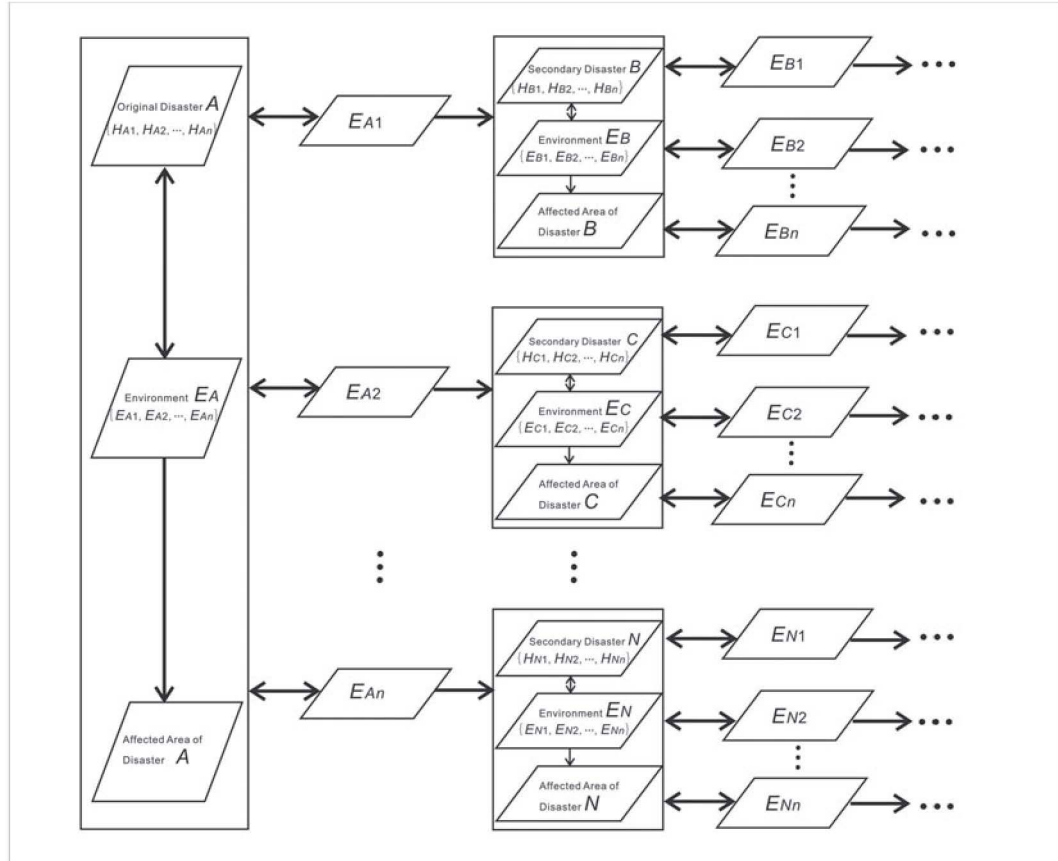 Original Disaster A
{HA1, HA2, ···, HAn}
Environment EA
{EA1, EA2, ···, EAn}
Affected Area of
Disaster A
EA1
EA2
EAn
Secondary Disaster B
{HB1, HB2, ···, HBn}
Environment EB
{EB1, EB2, ···, EBn}
Affected Area of
Disaster B
EB1
EB2
EBn
Secondary Disaster C
{HC1, HC2, ···, HCn}
Environment EC
{EC1, EC2, ···, ECn}
Affected Area of
Disaster C
EC1
EC2
ECn
Secondary Disaster N
{HN1, HN2, ···, HNn}
Environment EN
{EN1, EN2, ···, ENn}
Affected Area of
Disaster N
EN1
EN2
ENn